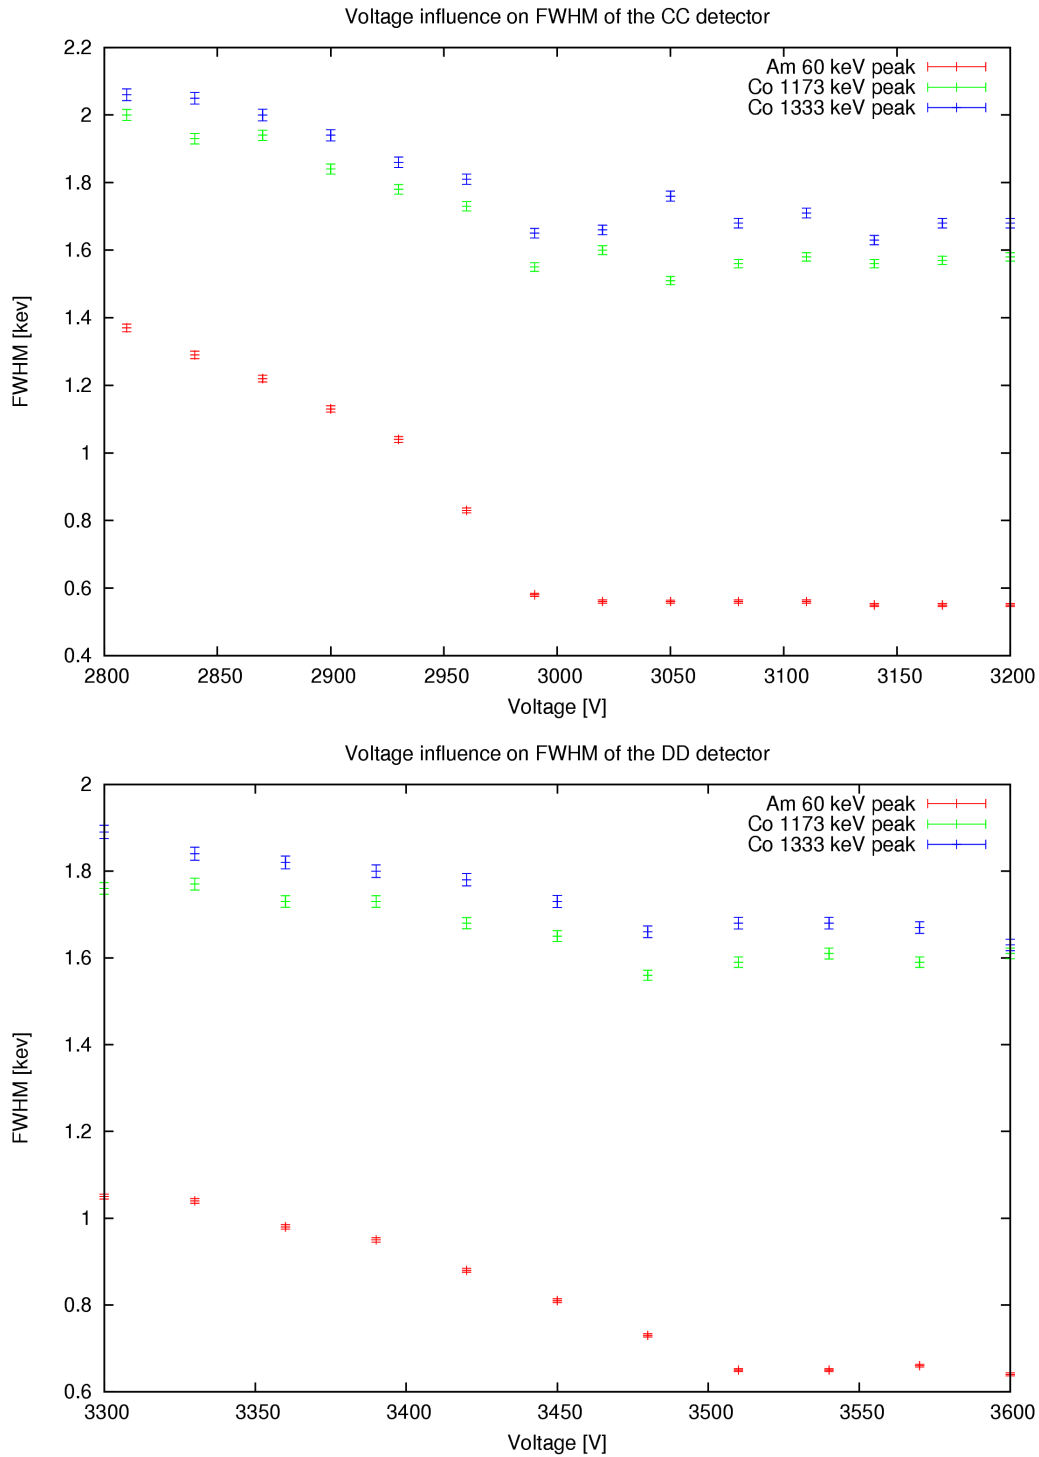 Voltage influence on FWHM of the CC detector
2.2
2
1.8
1.6
1.4
1.2
1
0.8
0.6
0.4
FWHM [kev]
Am 60 keV peak
Co 1173 keV peak
Co 1333 keV peak
2800 2850 2900 2950 3000 3050 3100 3150 3200
Voltage [V]
Voltage influence on FWHM of the DD detector
2
1.8
1.6
1.4
1.2
1
0.8
0.6
FWHM [kev]
Am 60 keV peak
Co 1173 keV peak
Co 1333 keV peak
3300 3350 3400 3450 3500 3550 3600
Voltage [V]